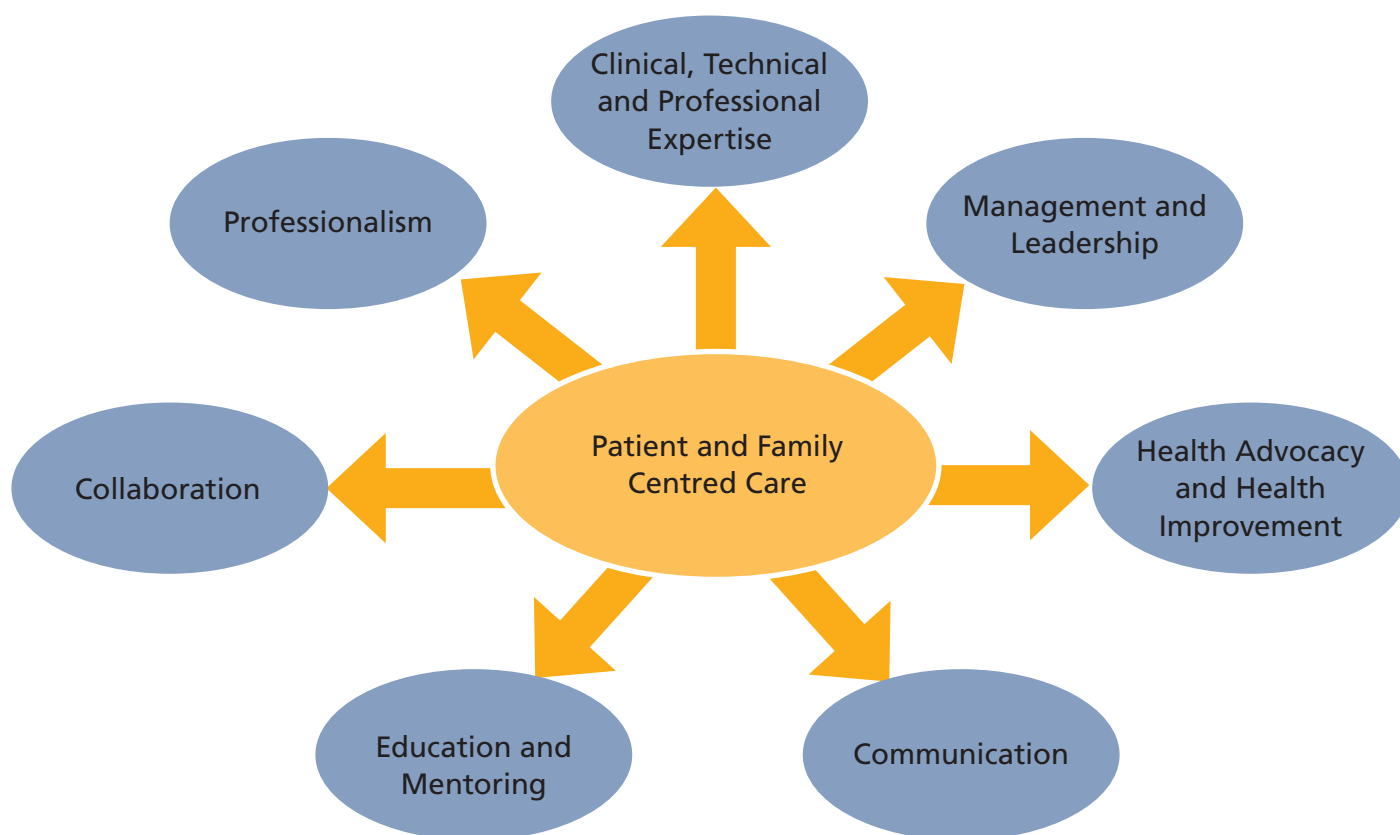 Clinical, Technical
and Professional
Expertise
Professionalism
Management and
Leadership
Patient and Family
Centred Care
Collaboration
Health Advocacy
and Health
Improvement
Education and
Mentoring
Communication